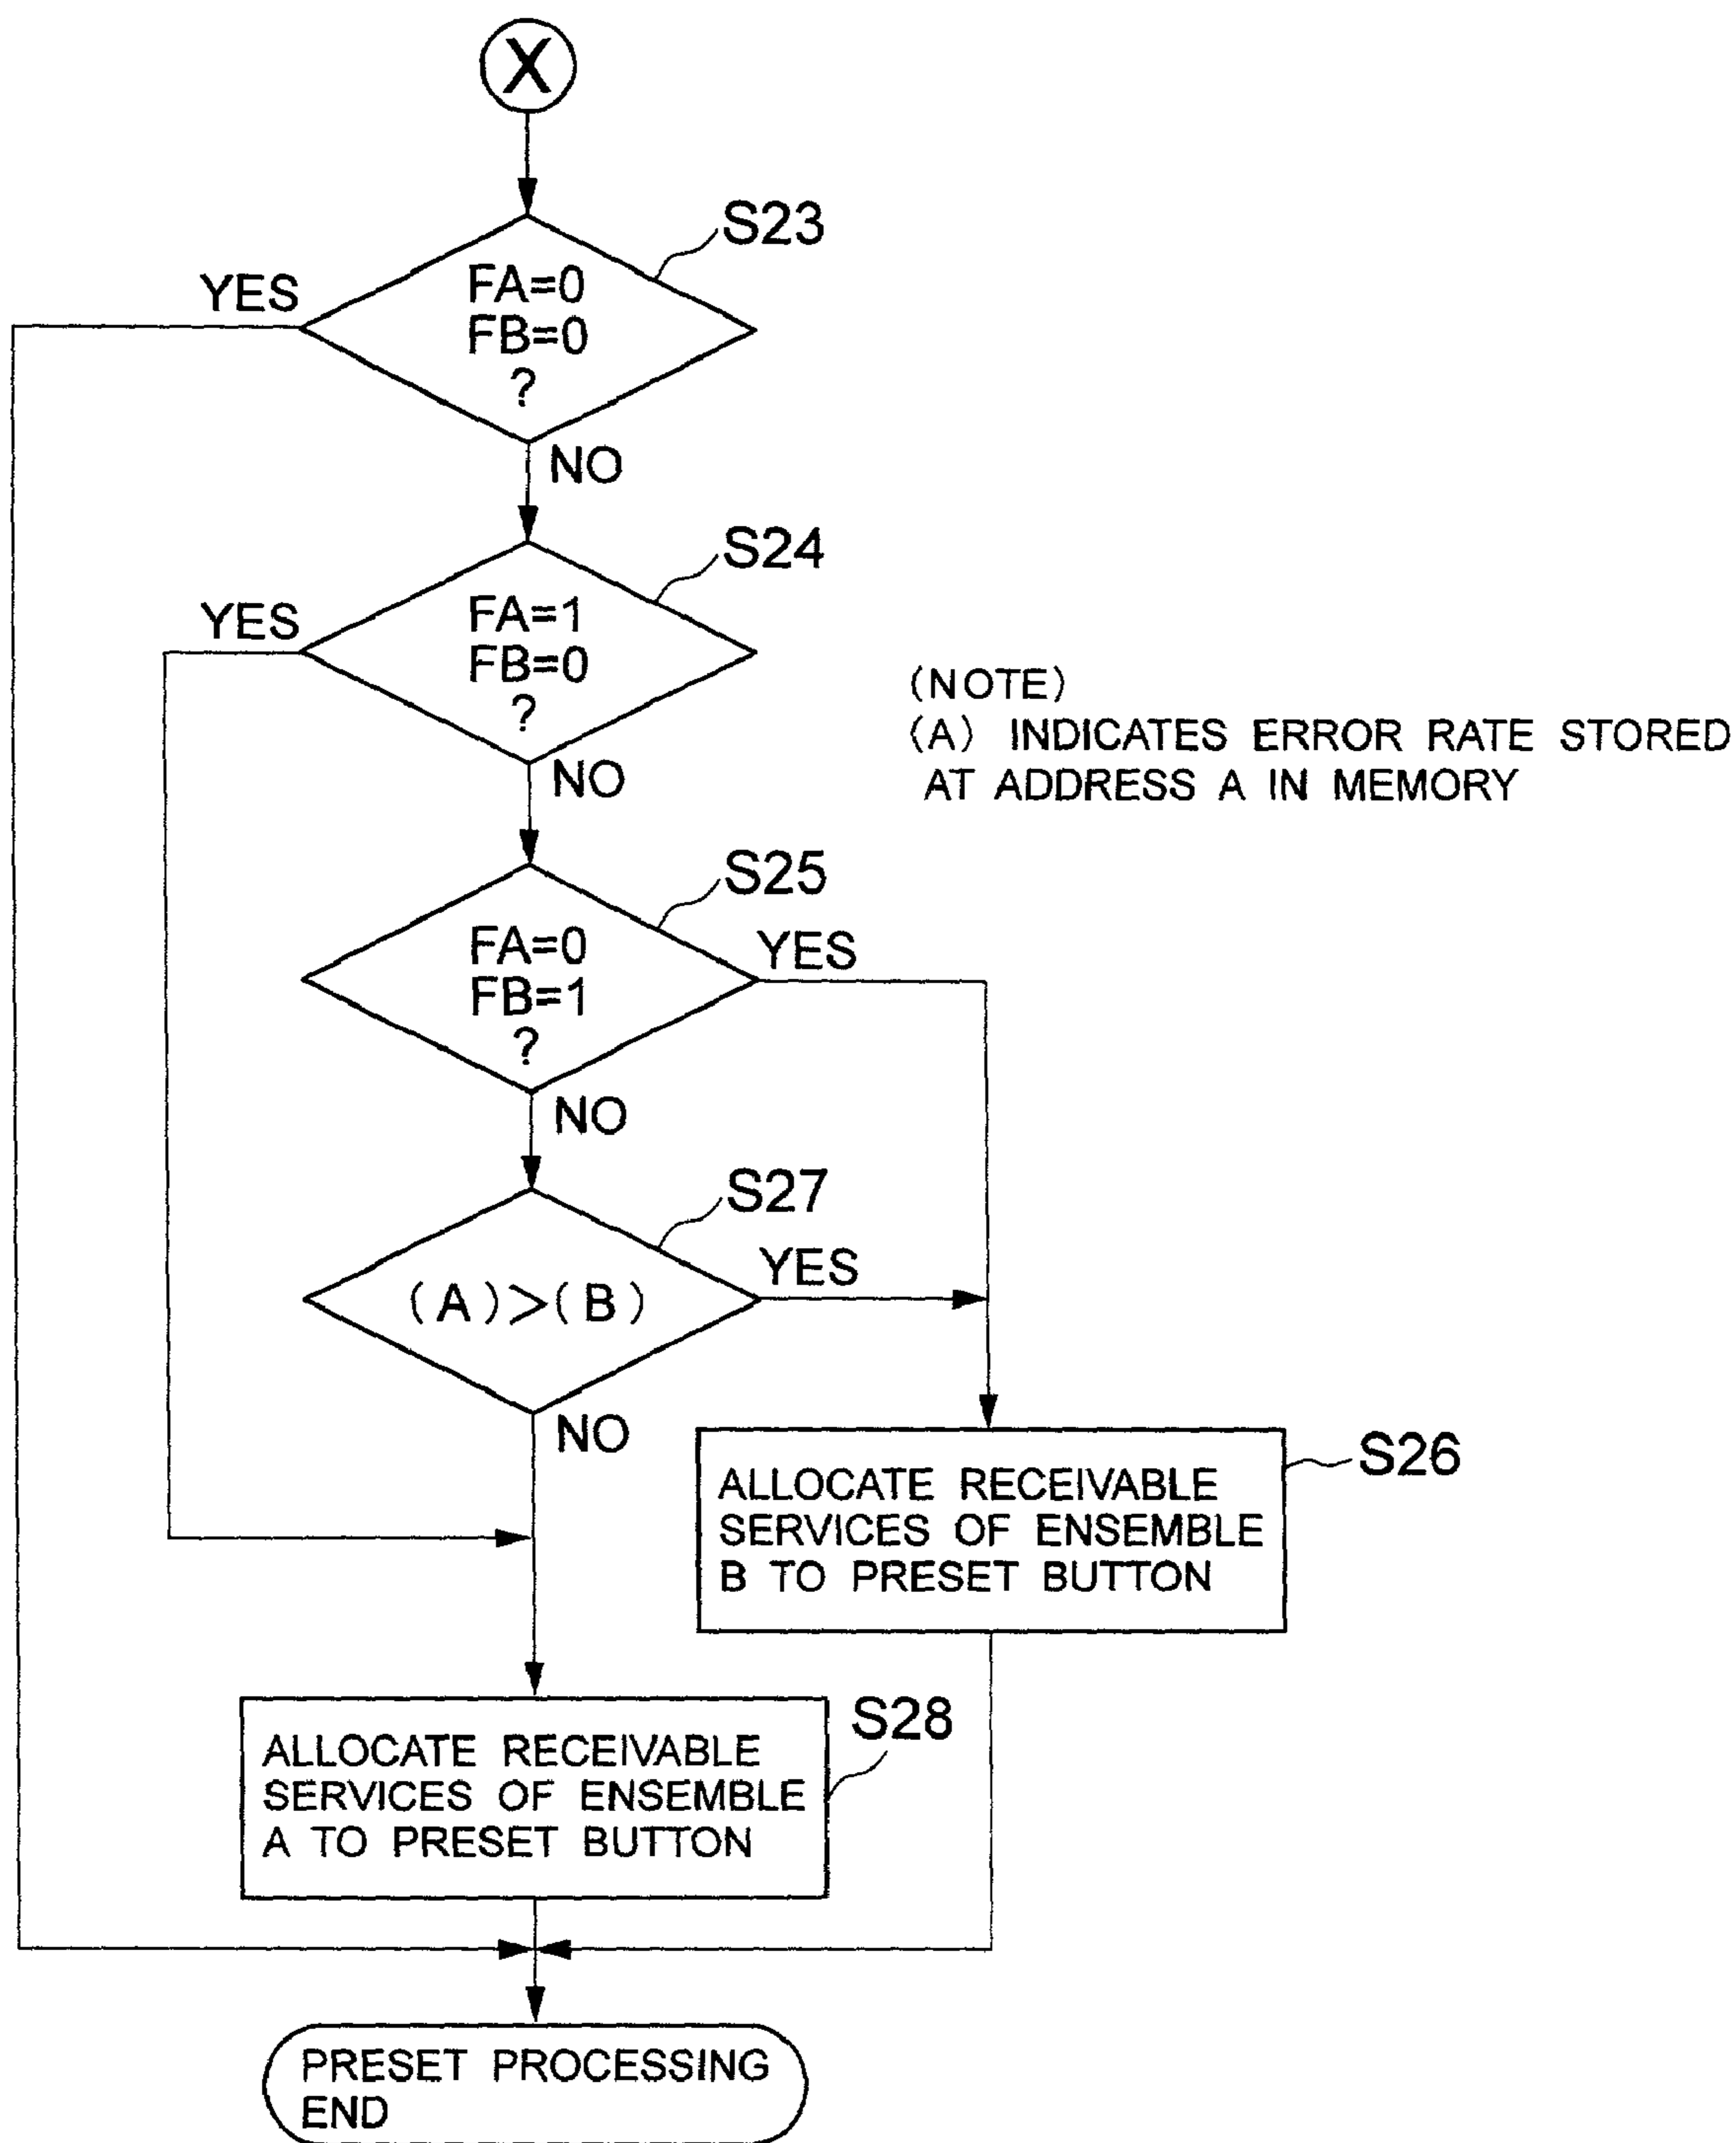 X
S23
YES
FA=0
FB=0
?
NO
S24
YES
FA=1
FB=0
?
(NOTE)
(A) INDICATES ERROR RATE STORED
AT ADDRESS A IN MEMORY
NO
S25
FA=0
YES
FB=1
?
NO
S27
YES
(A)>(B)
NO
S26
ALLOCATE RECEIVABLE
SERVICES OF ENSEMBLE
B TO PRESET BUTTON
S28
ALLOCATE RECEIVABLE
SERVICES OF ENSEMBLE
A TO PRESET BUTTON
PRESET PROCESSING
END